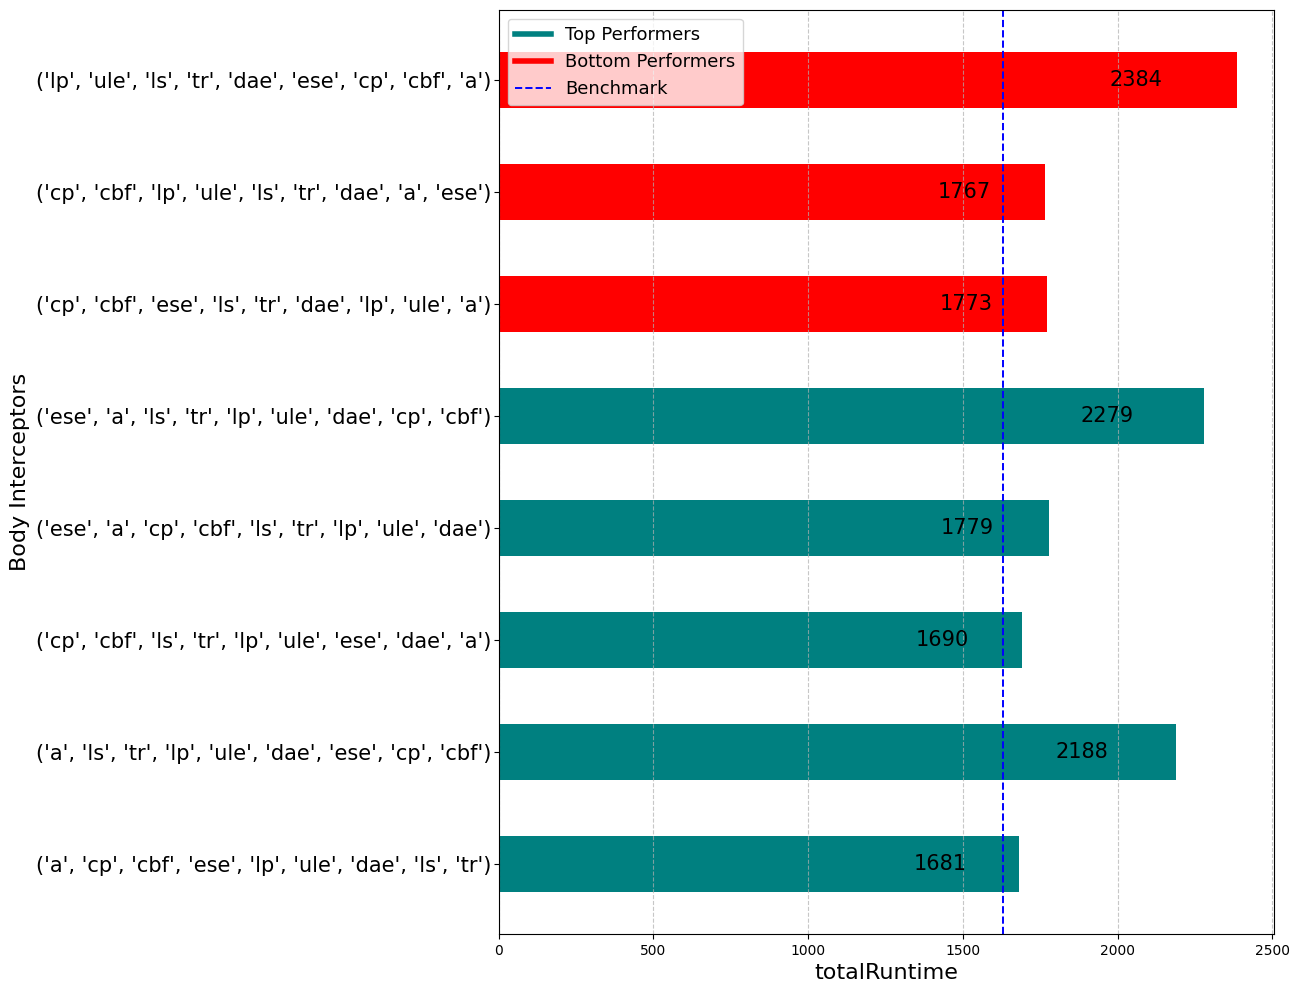 Top Performers
Bottom Performers
Benchmark
('lp', 'ule', 'ls', 'tr', 'dae', 'ese', 'cp', 'cbf', 'a')
2384
('cp', 'cbf', 'lp', 'ule', 'ls', 'tr', 'dae', 'a', 'ese')
1767
('cp', 'cbf', 'ese', 'ls', 'tr', 'dae', 'lp', 'ule', 'a')
1773
('ese', 'a', 'ls', 'tr', 'lp', 'ule', 'dae', 'cp', 'cbf')
2279
('ese', 'a', 'cp', 'cbf', 'ls', 'tr', 'lp', 'ule', 'dae')
1779
('cp', 'cbf', 'ls', 'tr', 'lp', 'ule', 'ese', 'dae', 'a')
1690
('a', 'ls', 'tr', 'lp', 'ule', 'dae', 'ese', 'cp', 'cbf')
2188
('a', 'cp', 'cbf', 'ese', 'lp', 'ule', 'dae', 'ls', 'tr')
1681
Body Interceptors
0 500 1000 1500 2000 2500
totalRuntime